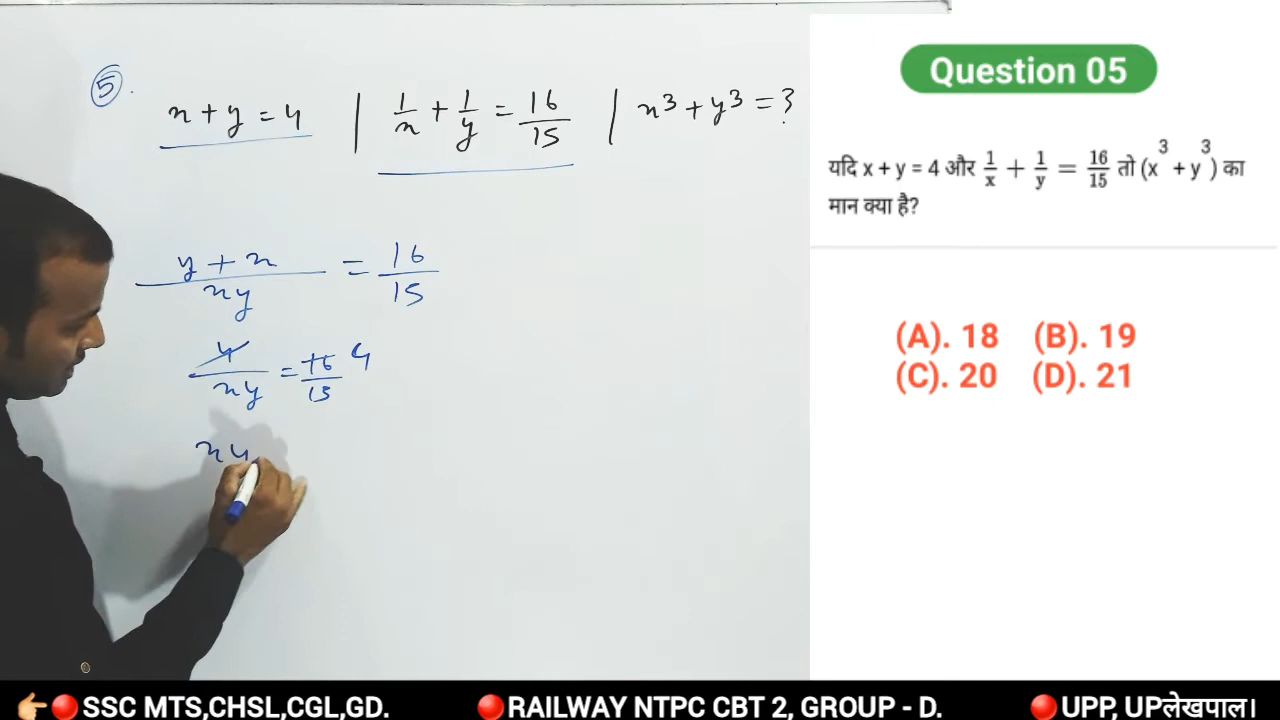 5.
x + y = 4 | 1/x + 1/y = 16/15 | x³ + y³ = ?
y + x / xy = 16/15
4/xy = 16/15 4
xy
Question 05
यदि x + y = 4 और 1/x + 1/y = 16/15 तो (x³ + y³) का
मान क्या है?
(A). 18 (B). 19
(C). 20 (D). 21
👉🔴 SSC MTS,CHSL,CGL,GD. 🔴 RAILWAY NTPC CBT 2, GROUP - D. 🔴 UPP, UPलेखपाल।